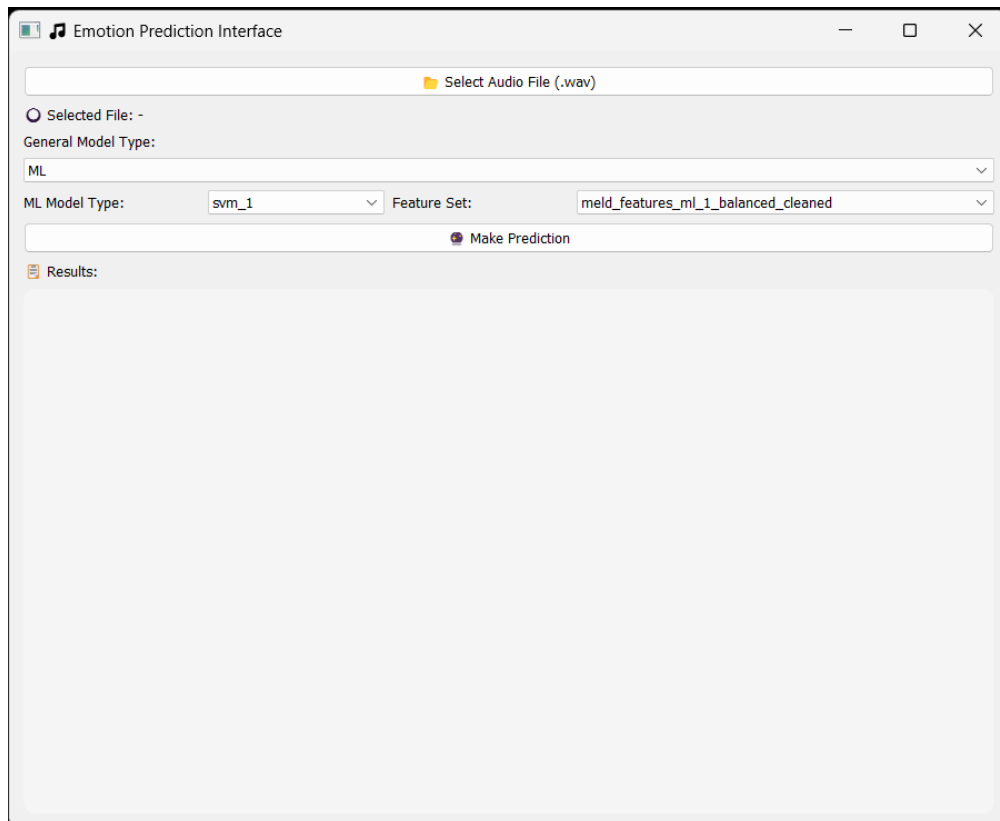 Emotion Prediction Interface
Select Audio File (.wav)
Selected File: -
General Model Type:
ML
ML Model Type: svm_1 Feature Set: meld_features_ml_1_balanced_cleaned
Make Prediction
Results: